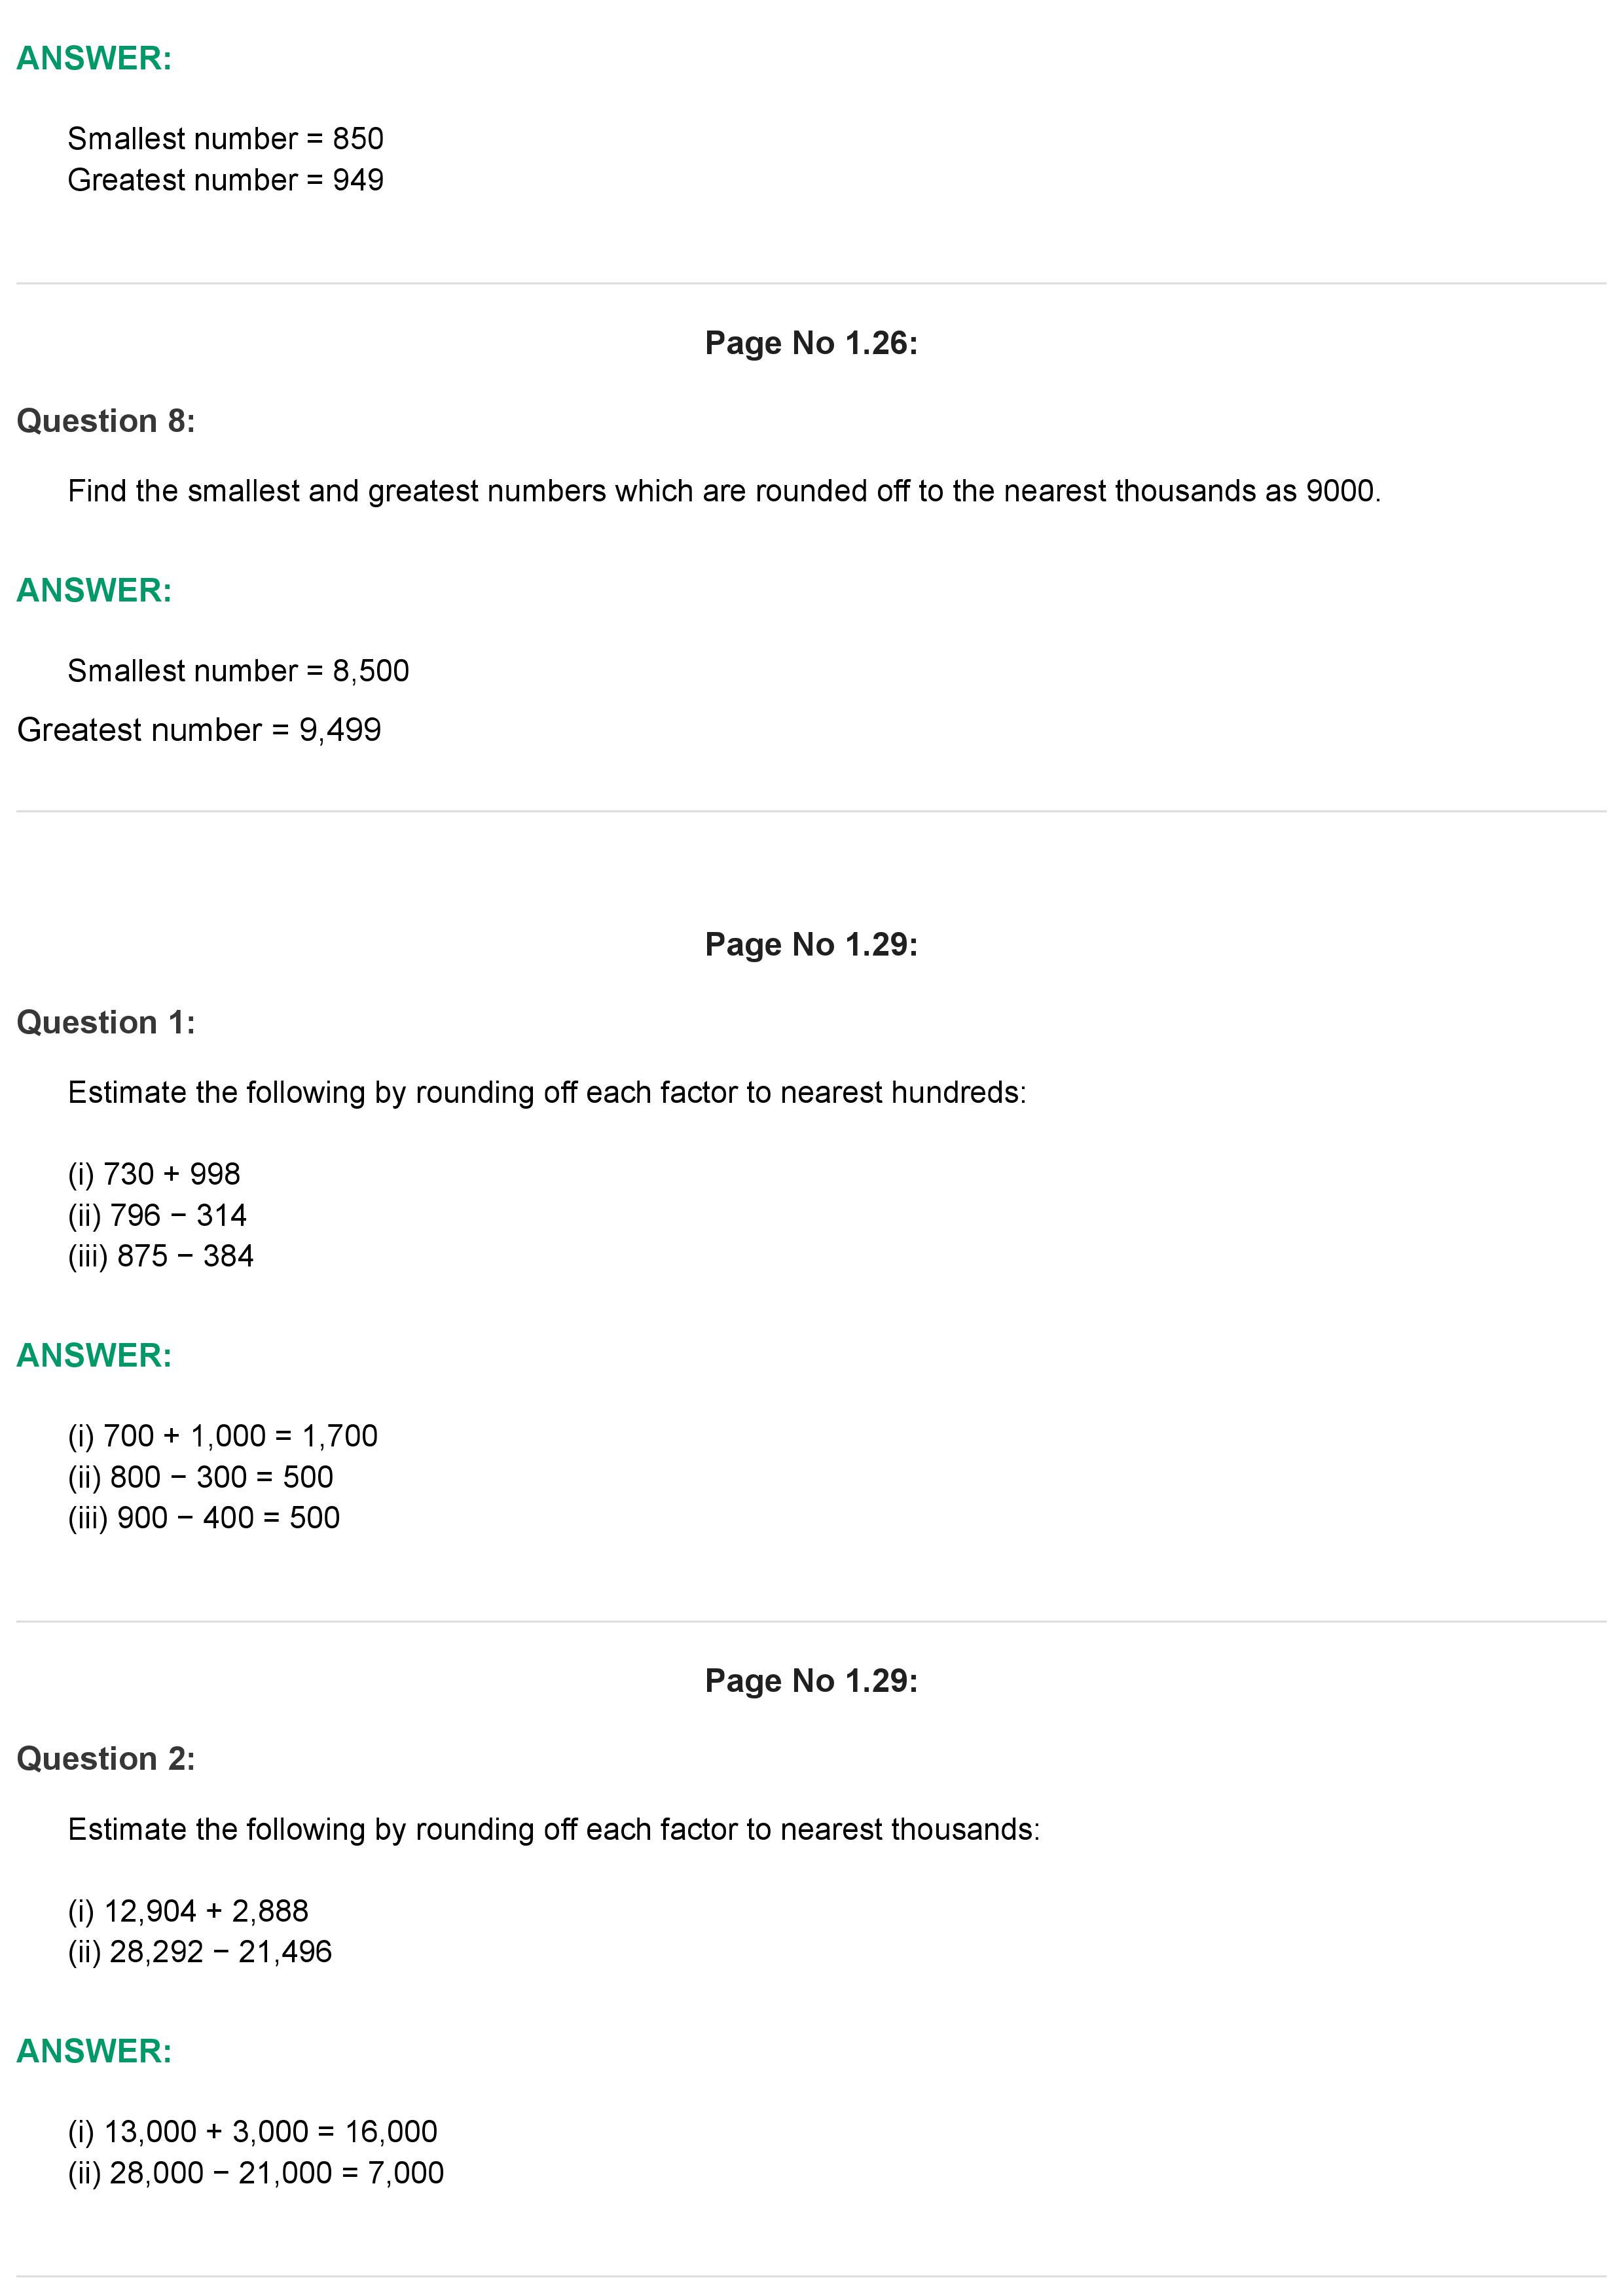 ANSWER:
Smallest number = 850
Greatest number = 949
Page No 1.26:
Question 8:
Find the smallest and greatest numbers which are rounded off to the nearest thousands as 9000.
ANSWER:
Smallest number = 8,500
Greatest number = 9,499
Page No 1.29:
Question 1:
Estimate the following by rounding off each factor to nearest hundreds:
(i) 730 + 998
(ii) 796 − 314
(iii) 875 − 384
ANSWER:
(i) 700 + 1,000 = 1,700
(ii) 800 − 300 = 500
(iii) 900 − 400 = 500
Page No 1.29:
Question 2:
Estimate the following by rounding off each factor to nearest thousands:
(i) 12,904 + 2,888
(ii) 28,292 − 21,496
ANSWER:
(i) 13,000 + 3,000 = 16,000
(ii) 28,000 − 21,000 = 7,000